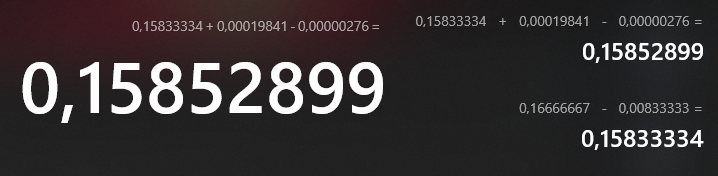 0,15833334 + 0,00019841 - 0,00000276 =
0,15852899
0,15833334 + 0,00019841 - 0,00000276 =
0,15852899
0,16666667 - 0,00833333 =
0,15833334